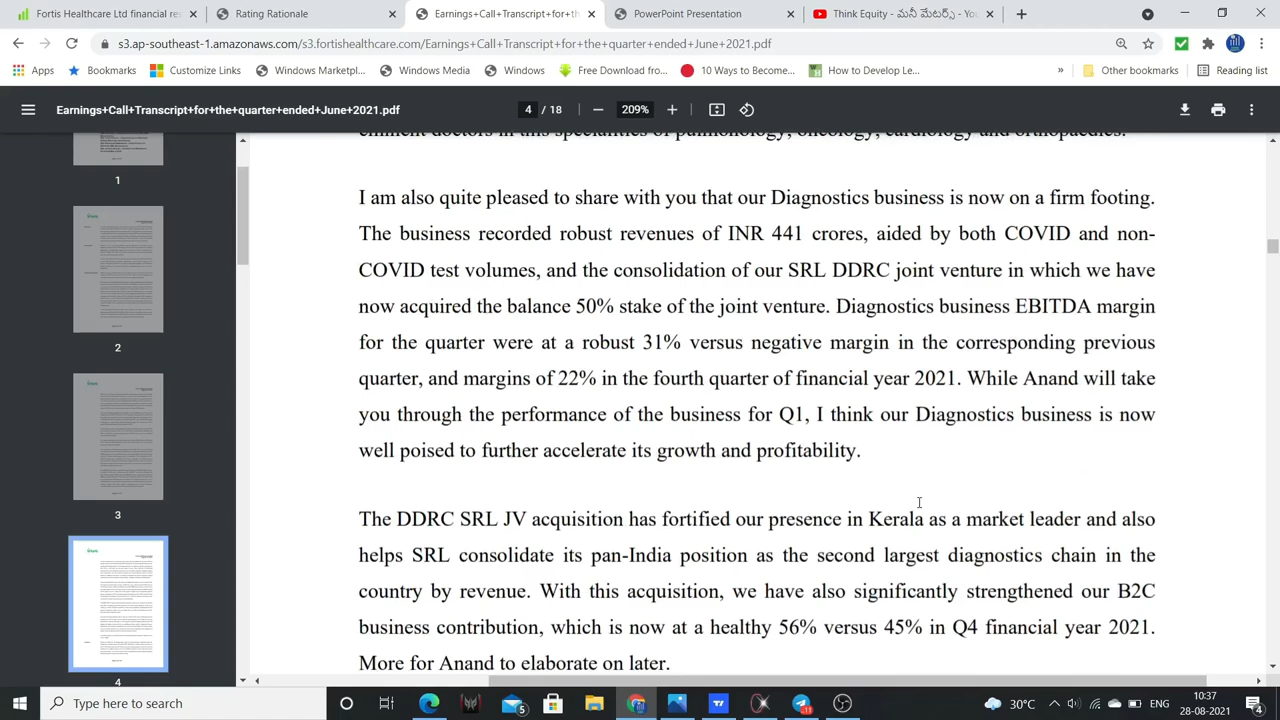 Fortis Healthcare Ltd financial res
Rating Rationale
Earnings+Call+Transcript+for+th
PowerPoint Presentation
Think Equity - మనీ మేటర్స్ - Yo
s3.ap-southeast-1.amazonaws.com/s3.fortishealthcare.com/Earnings+Call+Transcript+for+the+quarter+ended+June+2021.pdf
Apps
Bookmarks
Customize Links
Windows Marketpl...
Windows Media
Windows
Free Download fro...
10 Ways to Become...
How to Develop Le...
»
Other bookmarks
Reading list
Earnings+Call+Transcript+for+the+quarter+ended+June+2021.pdf
4 / 18
209%
1
2
3
4
I am also quite pleased to share with you that our Diagnostics business is now on a firm footing.
The business recorded robust revenues of INR 441 crores, aided by both COVID and non-
COVID test volumes, and the consolidation of our SRL DDRC joint venture in which we have
now acquired the balance 50% stake of the joint venture. Diagnostics business EBITDA margin
for the quarter were at a robust 31% versus negative margin in the corresponding previous
quarter, and margins of 22% in the fourth quarter of financial year 2021. While Anand will take
you through the performance of the business for Q1, I think our Diagnostics business is now
well poised to further accelerate its growth and profitability.
The DDRC SRL JV acquisition has fortified our presence in Kerala as a market leader and also
helps SRL consolidate its pan-India position as the second largest diagnostics chain in the
country by revenue. With this acquisition, we have also significantly strengthened our B2C
business contribution, which is now at a healthy 56% versus 45% in Q4 financial year 2021.
More for Anand to elaborate on later.
Type here to search
5
11
30°C
ENG
10:37
28-08-2021
4